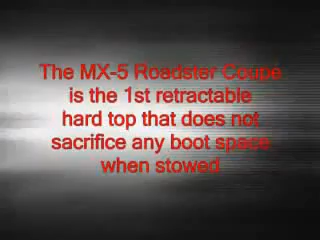 The MX-5 Roadster Coupe
is the 1st retractable
hard top that does not
sacrifice any boot space
when stowed